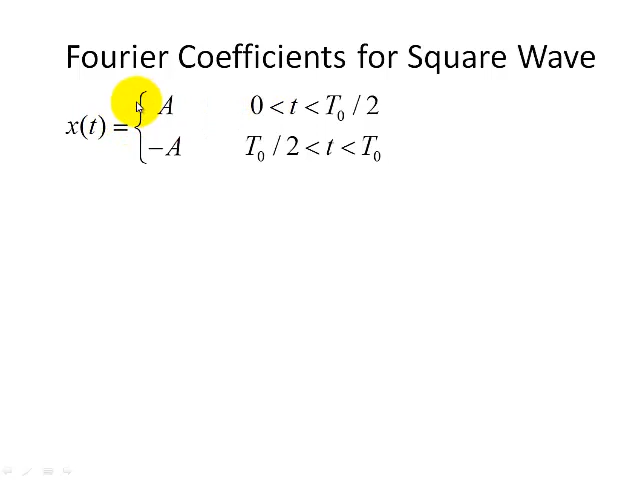 Fourier Coefficients for Square Wave
x(t) = { A 0 < t < T₀ / 2
−A T₀ / 2 < t < T₀